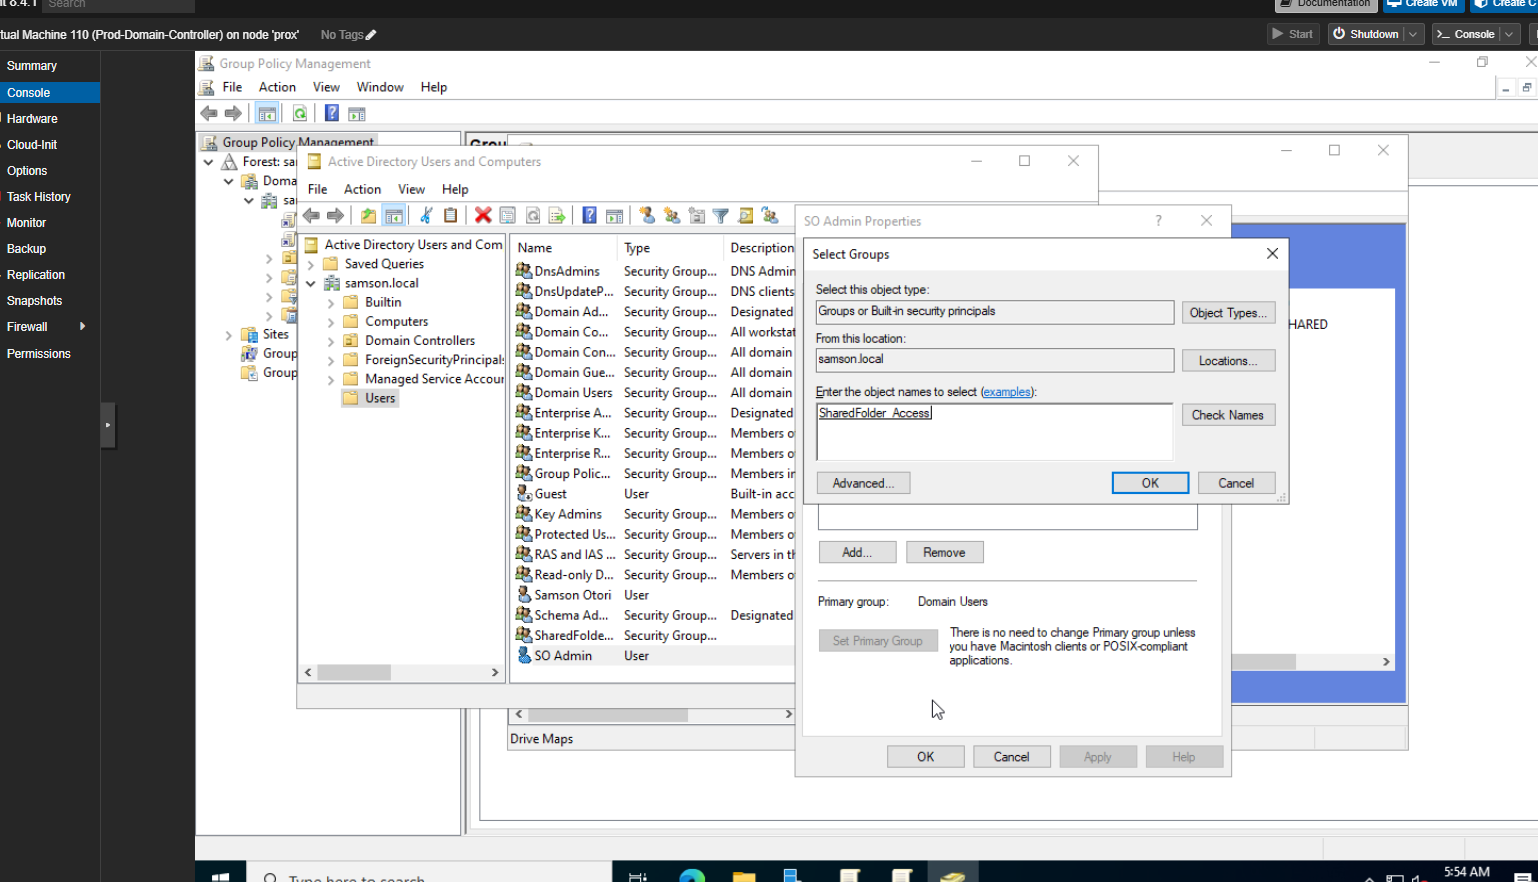 Search
Documentation
Create VM
tual Machine 110 (Prod-Domain-Controller) on node 'prox'
No Tags
Start
Shutdown
Console
Summary
Console
Hardware
Cloud-Init
Options
Task History
Monitor
Backup
Replication
Snapshots
Firewall
Permissions
Group Policy Management
File Action View Window Help
Group Policy Management
Forest: sa
Doma
sa
Sites
Group
Group
Active Directory Users and Computers
File Action View Help
Active Directory Users and Com
Saved Queries
samson.local
Builtin
Computers
Domain Controllers
ForeignSecurityPrincipals
Managed Service Accour
Users
Name Type Description
DnsAdmins Security Group... DNS Admin
DnsUpdateP... Security Group... DNS clients
Domain Ad... Security Group... Designated
Domain Co... Security Group... All workstat
Domain Con... Security Group... All domain
Domain Gue... Security Group... All domain
Domain Users Security Group... All domain
Enterprise A... Security Group... Designated
Enterprise K... Security Group... Members o
Enterprise R... Security Group... Members o
Group Polic... Security Group... Members in
Guest User Built-in acc
Key Admins Security Group... Members o
Protected Us... Security Group... Members o
RAS and IAS ... Security Group... Servers in th
Read-only D... Security Group... Members o
Samson Otori User
Schema Ad... Security Group... Designated
SharedFolde... Security Group...
SO Admin User
Drive Maps
HARED
SO Admin Properties
Select Groups
Select this object type:
Groups or Built-in security principals
Object Types...
From this location:
samson.local
Locations...
Enter the object names to select (examples):
SharedFolder_Access
Check Names
Advanced...
OK
Cancel
Add...
Remove
Primary group: Domain Users
Set Primary Group
There is no need to change Primary group unless
you have Macintosh clients or POSIX-compliant
applications.
OK
Cancel
Apply
Help
Type here to search
5:54 AM